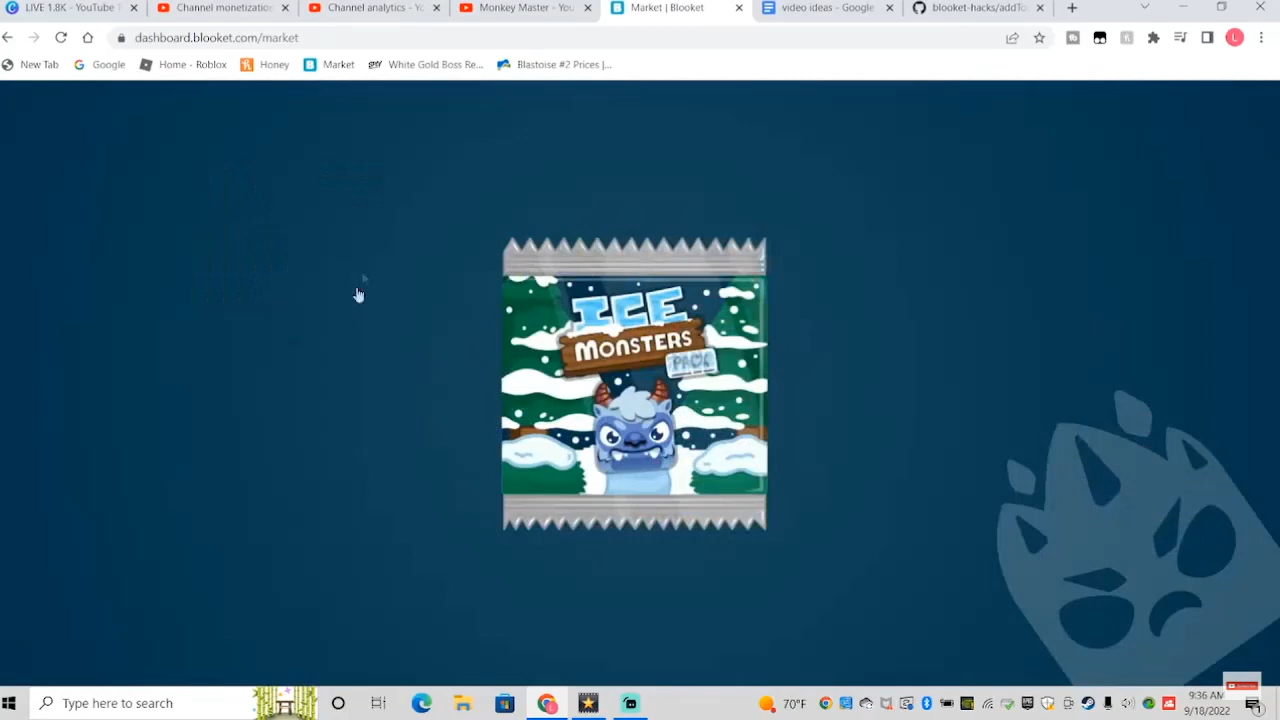 LIVE 1.8K - YouTube T
Channel monetization
Channel analytics - Yo
Monkey Master - You
Market | Blooket
video ideas - Google
blooket-hacks/addTo
dashboard.blooket.com/market
L
New Tab
Google
Home - Roblox
Honey
Market
White Gold Boss Re...
Blastoise #2 Prices |...
ICE
MONSTERS
PACK
Type here to search
70°F
9:36 AM
9/18/2022